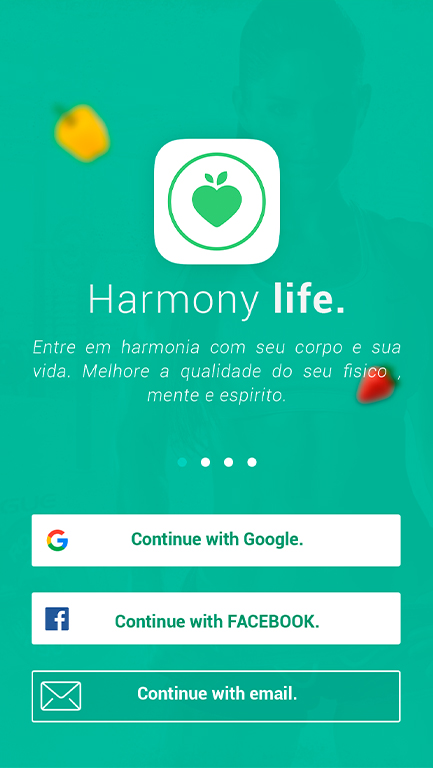 Harmony life.
Entre em harmonia com seu corpo e sua
vida. Melhore a qualidade do seu fisico ,
mente e espirito.
Continue with Google.
Continue with FACEBOOK.
Continue with email.